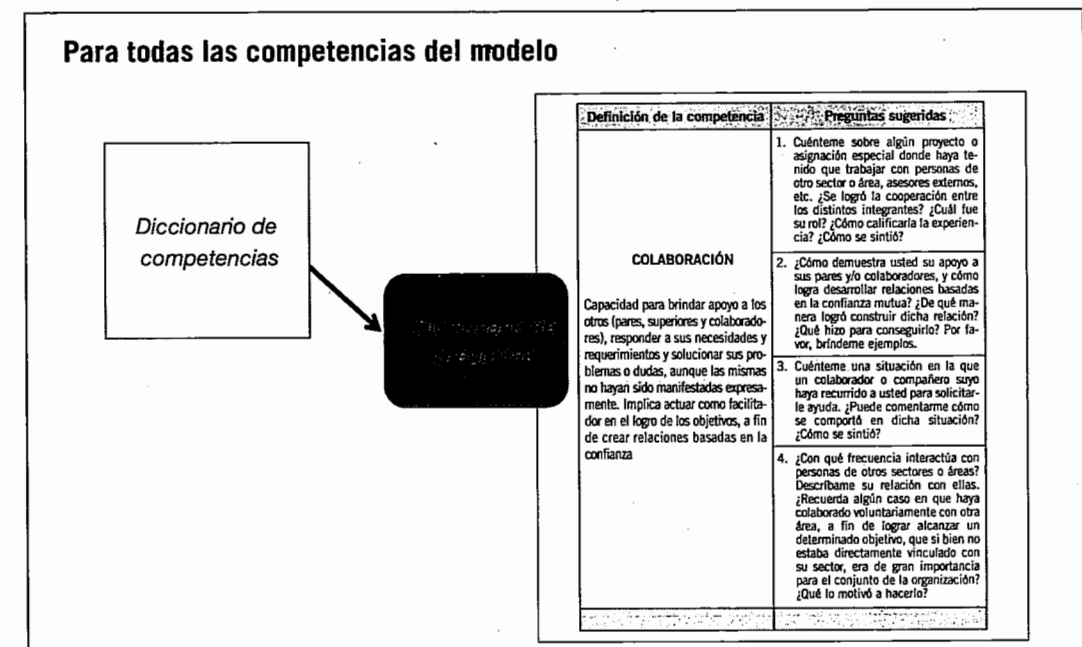 Para todas las competencias del modelo
Diccionario de
competencias
Definición de la competencia
Preguntas sugeridas
COLABORACIÓN
Capacidad para brindar apoyo a los
otros (pares, superiores y colaborado-
res), responder a sus necesidades y
requerimientos y solucionar sus pro-
blemas o dudas, aunque las mismas
no hayan sido manifestadas expresa-
mente. Implica actuar como facilita-
dor en el logro de los objetivos, a fin
de crear relaciones basadas en la
confianza
1. Cuénteme sobre algún proyecto o
asignación especial donde haya te-
nido que trabajar con personas de
otro sector o área, asesores externos,
etc. ¿Se logró la cooperación entre
los distintos integrantes? ¿Cuál fue
su rol? ¿Cómo calificaría la experien-
cia? ¿Cómo se sintió?
2. ¿Cómo demuestra usted su apoyo a
sus pares y/o colaboradores, y cómo
logra desarrollar relaciones basadas
en la confianza mutua? ¿De qué ma-
nera logró construir dicha relación?
¿Qué hizo para conseguirlo? Por fa-
vor, bríndeme ejemplos.
3. Cuénteme una situación en la que
un colaborador o compañero suyo
haya recurrido a usted para solicitar-
le ayuda. ¿Puede comentarme cómo
se comportó en dicha situación?
¿Cómo se sintió?
4. ¿Con qué frecuencia interactúa con
personas de otros sectores o áreas?
Descríbame su relación con ellas.
¿Recuerda algún caso en que haya
colaborado voluntariamente con otra
área, a fin de lograr alcanzar un
determinado objetivo, que si bien no
estaba directamente vinculado con
su sector, era de gran importancia
para el conjunto de la organización?
¿Qué lo motivó a hacerlo?